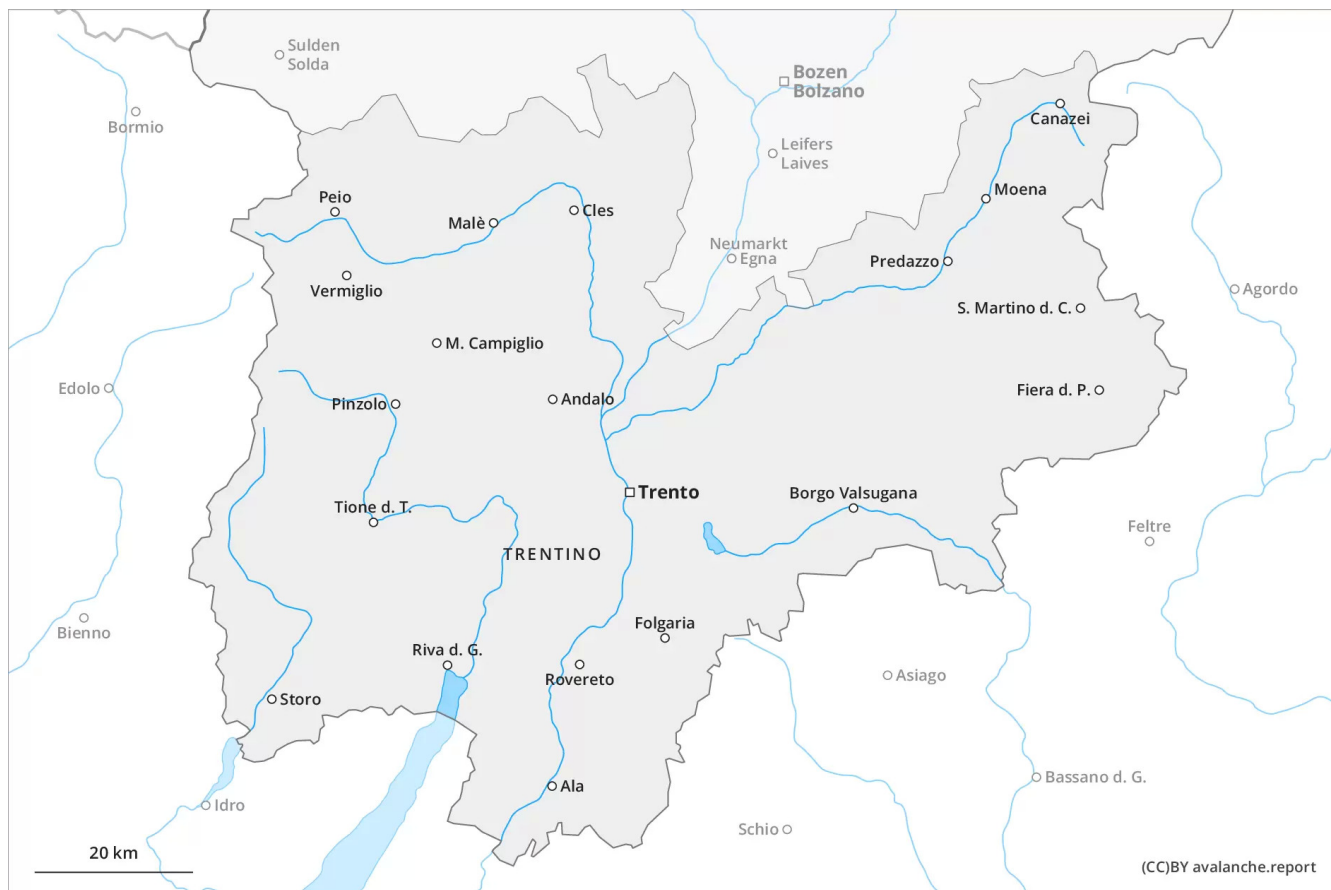 Sulden
Solda
Bozen
Bolzano
Bormio
Canazei
Leifers
Laives
Moena
Peio
Malè
Cles
Neumarkt
Egna
Predazzo
Vermiglio
Agordo
S. Martino d. C.
M. Campiglio
Edolo
Fiera d. P.
Pinzolo
Andalo
Trento
Borgo Valsugana
Tione d. T.
Feltre
TRENTINO
Bienno
Folgaria
Riva d. G.
Asiago
Rovereto
Storo
Bassano d. G.
Ala
Idro
Schio
20 km
(CC)BY avalanche.report